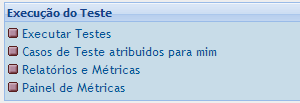 Execução do Teste
Executar Testes
Casos de Teste atribuidos para mim
Relatórios e Métricas
Painel de Métricas